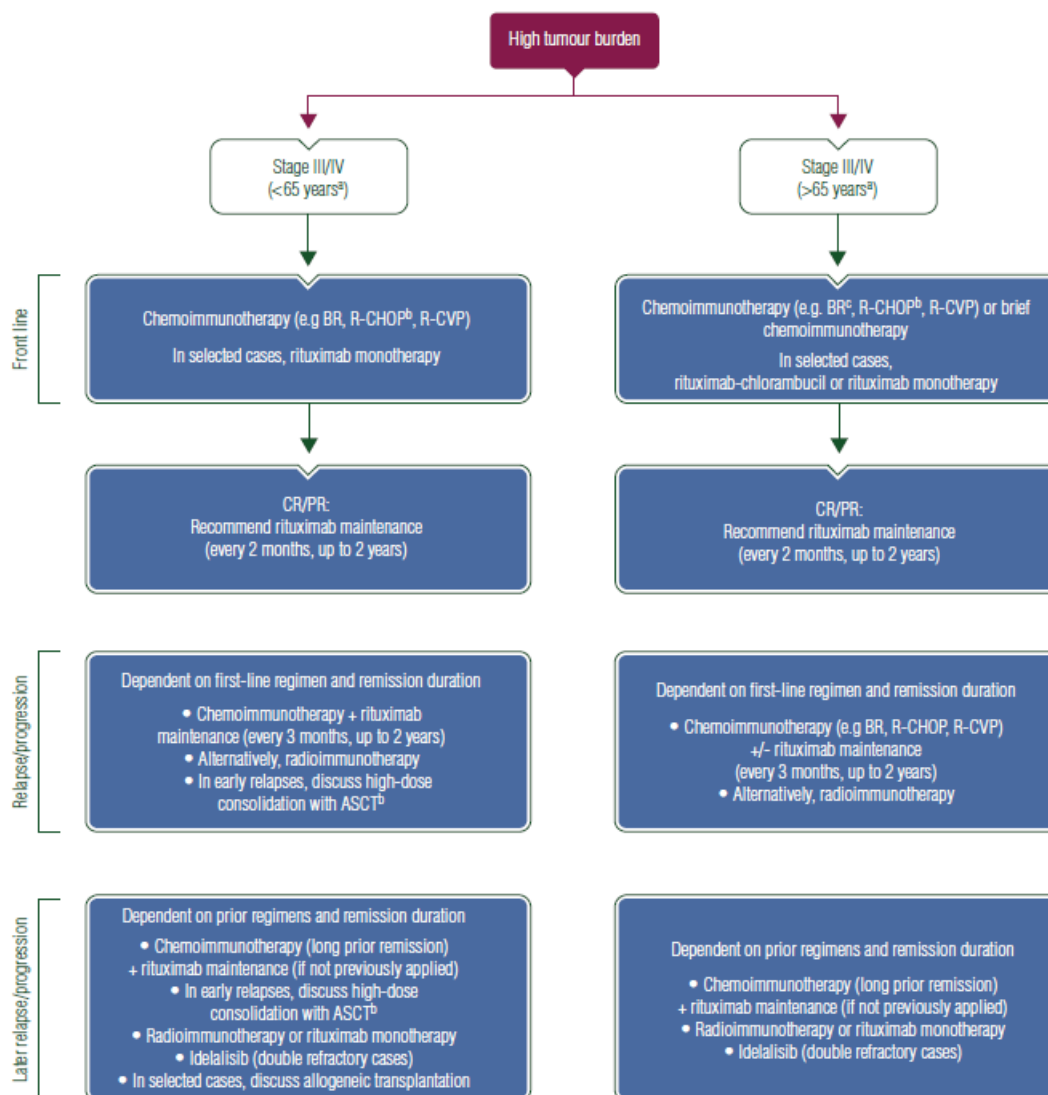 High tumour burden
Stage III/IV
(<65 yearsª)
Stage III/IV
(>65 yearsª)
Front line
Chemoimmunotherapy (e.g BR, R-CHOPᵇ, R-CVP)
In selected cases, rituximab monotherapy
Chemoimmunotherapy (e.g. BRᶜ, R-CHOPᵇ, R-CVP) or brief
chemoimmunotherapy
In selected cases,
rituximab-chlorambucil or rituximab monotherapy
CR/PR:
Recommend rituximab maintenance
(every 2 months, up to 2 years)
CR/PR:
Recommend rituximab maintenance
(every 2 months, up to 2 years)
Relapse/progression
Dependent on first-line regimen and remission duration
• Chemoimmunotherapy + rituximab
maintenance (every 3 months, up to 2 years)
• Alternatively, radioimmunotherapy
• In early relapses, discuss high-dose
consolidation with ASCTᵇ
Dependent on first-line regimen and remission duration
• Chemoimmunotherapy (e.g BR, R-CHOP, R-CVP)
+/- rituximab maintenance
(every 3 months, up to 2 years)
• Alternatively, radioimmunotherapy
Later relapse/progression
Dependent on prior regimens and remission duration
• Chemoimmunotherapy (long prior remission)
+ rituximab maintenance (if not previously applied)
• In early relapses, discuss high-dose
consolidation with ASCTᵇ
• Radioimmunotherapy or rituximab monotherapy
• Idelalisib (double refractory cases)
• In selected cases, discuss allogeneic transplantation
Dependent on prior regimens and remission duration
• Chemoimmunotherapy (long prior remission)
+ rituximab maintenance (if not previously applied)
• Radioimmunotherapy or rituximab monotherapy
• Idelalisib (double refractory cases)